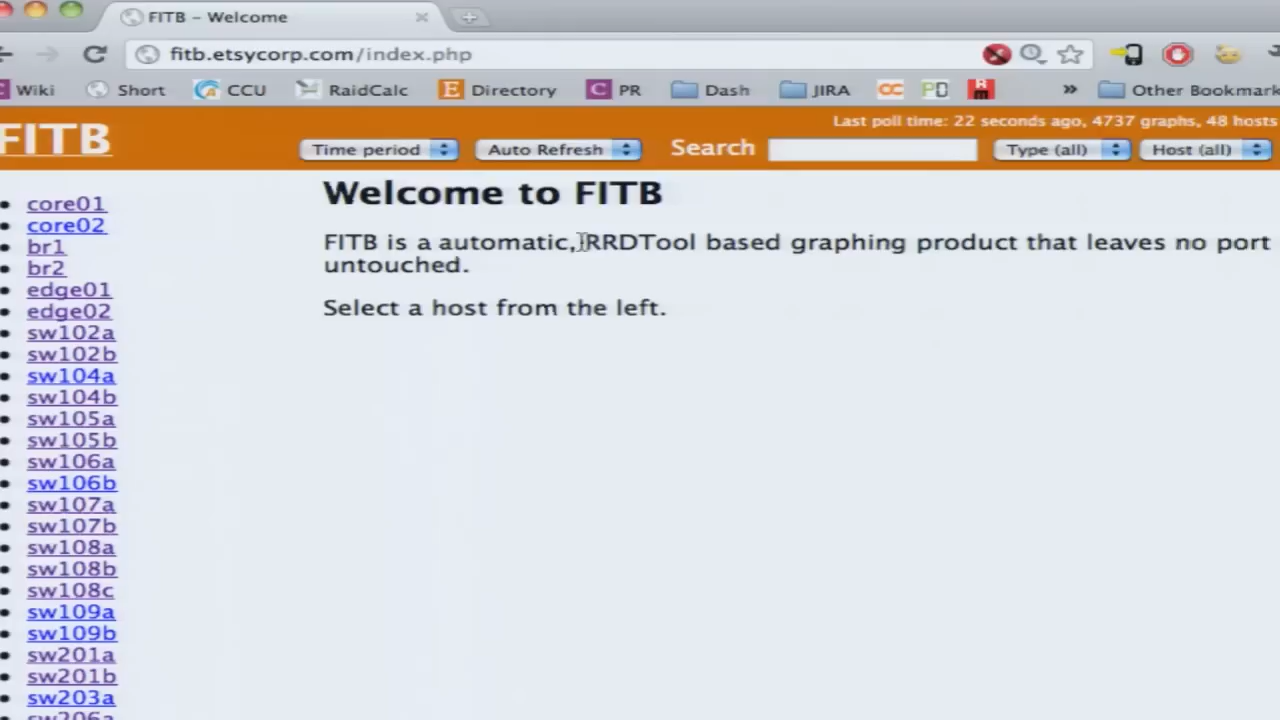 FITB – Welcome
fitb.etsycorp.com/index.php
Wiki Short CCU RaidCalc Directory PR Dash JIRA Other Bookmark
Last poll time: 22 seconds ago, 4737 graphs, 48 hosts
FITB Time period Auto Refresh Search Type (all) Host (all)
core01
core02
br1
br2
edge01
edge02
sw102a
sw102b
sw104a
sw104b
sw105a
sw105b
sw106a
sw106b
sw107a
sw107b
sw108a
sw108b
sw108c
sw109a
sw109b
sw201a
sw201b
sw203a
sw206a
Welcome to FITB
FITB is a automatic, RRDTool based graphing product that leaves no port
untouched.
Select a host from the left.